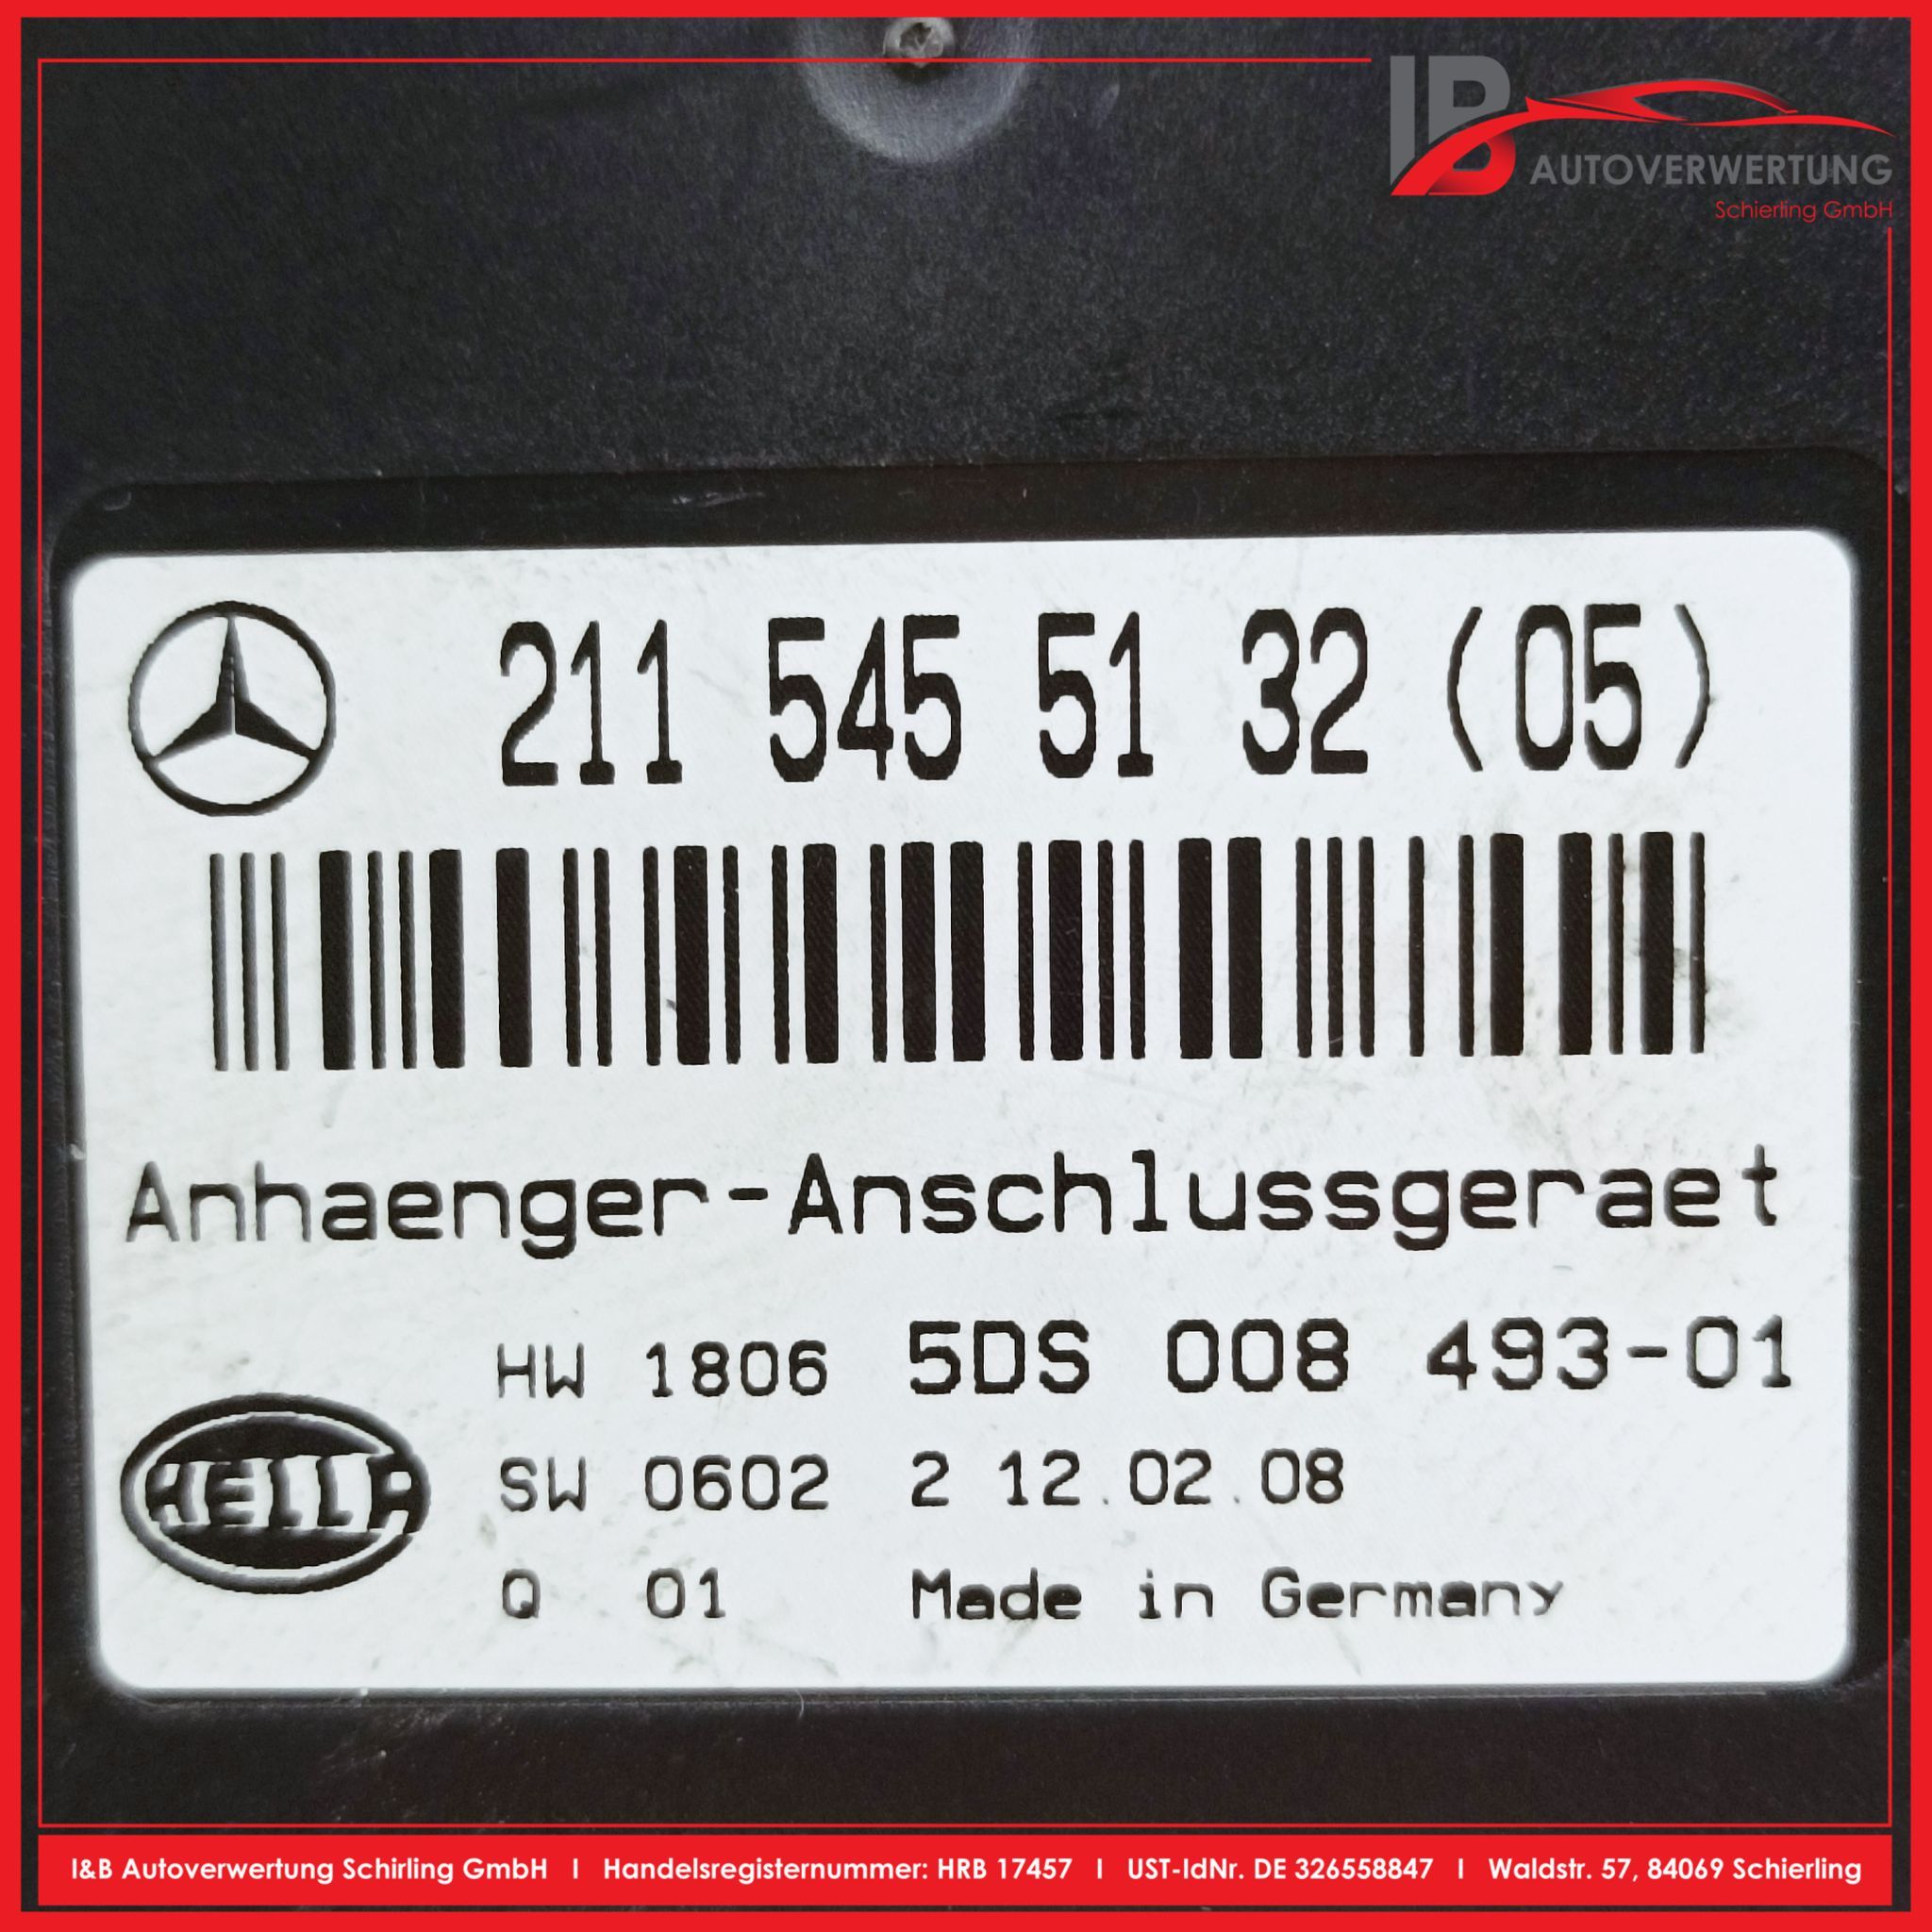 IB
AUTOVERWERTUNG
Schierling GmbH
211 545 51 32 (05)
Anhaenger-Anschlussgeraet
HW 1806 5DS 008 493-01
HELLA
SW 0602 2 12.02.08
Q 01 Made in Germany
I&B Autoverwertung Schirling GmbH I Handelsregisternummer: HRB 17457 I UST-IdNr. DE 326558847 I Waldstr. 57, 84069 Schierling